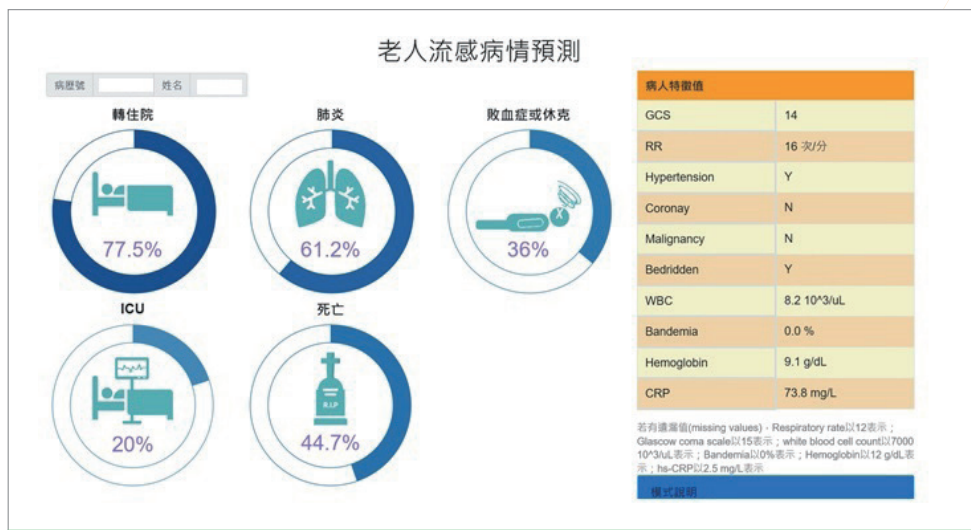 老人流感病情預測
病歷號 姓名
轉住院
77.5%
肺炎
61.2%
敗血症或休克
36%
ICU
20%
死亡
R.I.P
44.7%
病人特徵值
GCS 14
RR 16 次/分
Hypertension Y
Coronay N
Malignancy N
Bedridden Y
WBC 8.2 10^3/uL
Bandemia 0.0 %
Hemoglobin 9.1 g/dL
CRP 73.8 mg/L
若有遺漏值(missing values)，Respiratory rate以12表示；
Glascow coma scale以15表示；white blood cell count以7000
10^3/uL表示；Bandemia以0%表示；Hemoglobin以12 g/dL表
示；hs-CRP以2.5 mg/L表示
模式說明